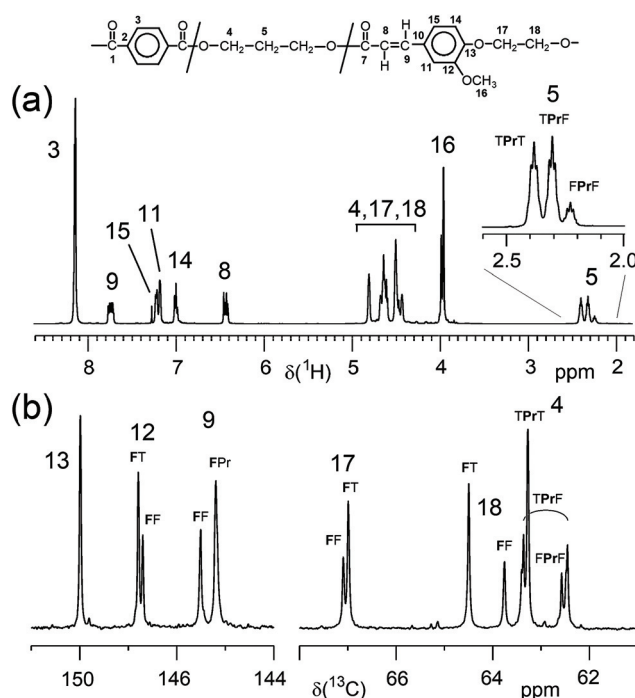 O 3 O 4 5 O 8 H 15 14 17 18
C 2 C O CH₂ CH₂ CH₂ O C C C 10 13 O CH₂ CH₂ O
1 7 H 9 11 12 OCH₃
16
(a)
3 16 5
TPrT TPrF
FPrF
4,17,18
11
15 14
9 8
2.5 2.0
5
8 7 6 5 4 3 ppm 2
δ(¹H)
(b)
13 12 9 17 18 4
FT FF FF FPr FF FT FT FF TPrT
TPrF
FPrF
150 148 146 144 66 64 62
δ(¹³C) ppm